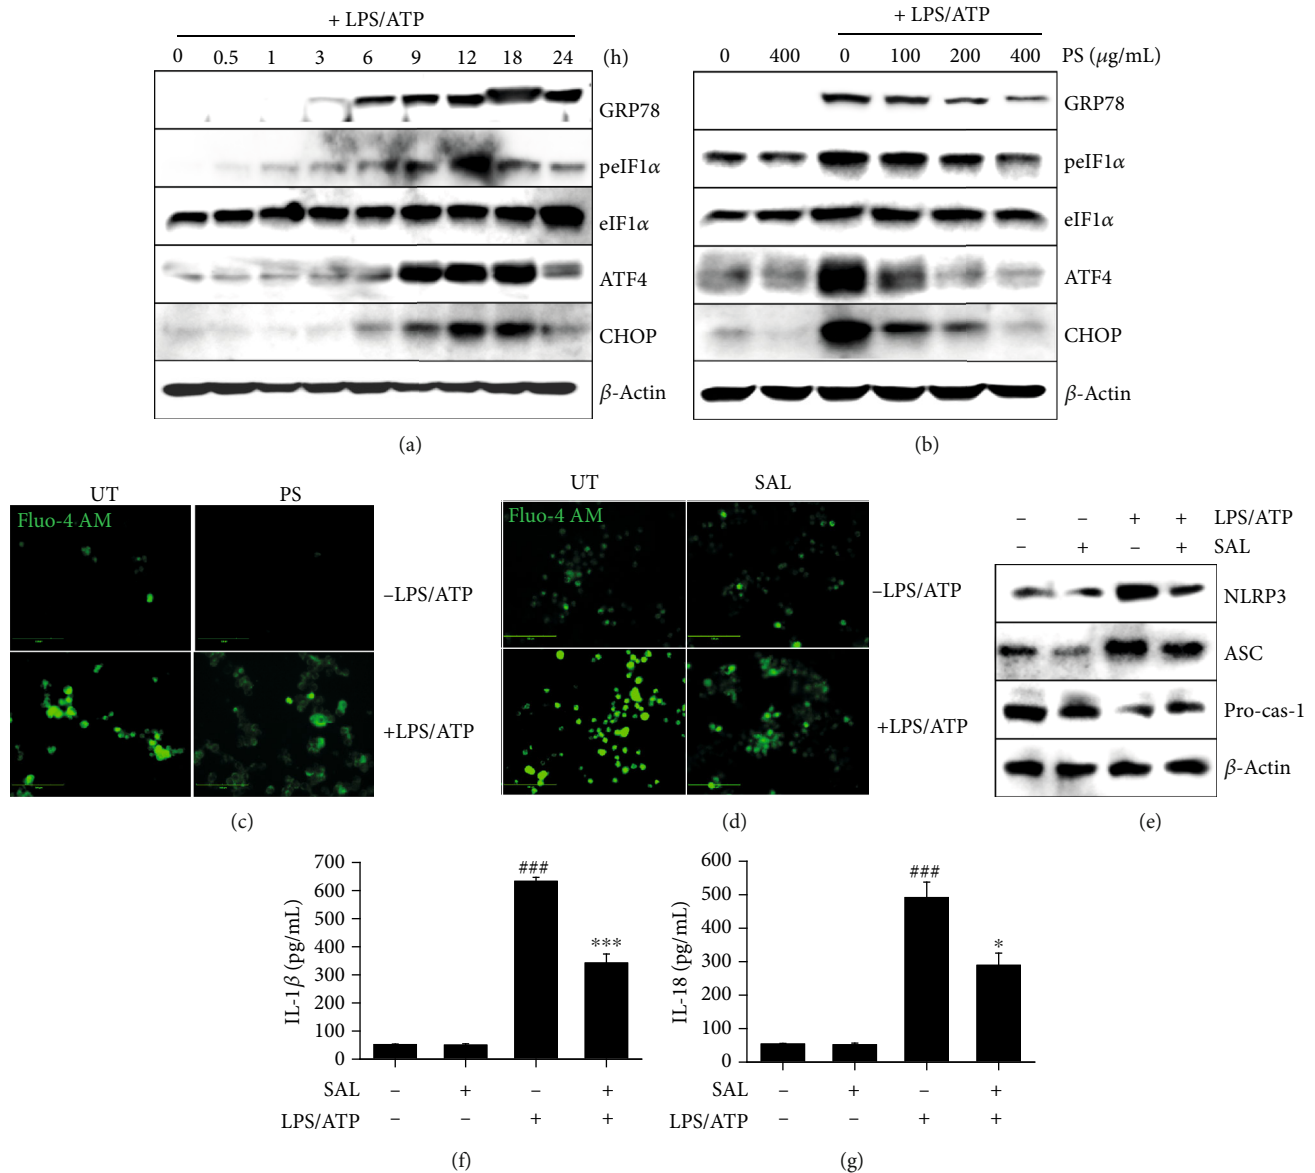 + LPS/ATP
0 0.5 1 3 6 9 12 18 24 (h)
GRP78
peIF1α
eIF1α
ATF4
CHOP
β-Actin
(a)
+ LPS/ATP
0 400 0 100 200 400 PS (μg/mL)
GRP78
peIF1α
eIF1α
ATF4
CHOP
β-Actin
(b)
UT PS
Fluo-4 AM
–LPS/ATP
+LPS/ATP
(c)
UT SAL
Fluo-4 AM
–LPS/ATP
+LPS/ATP
(d)
– – + + LPS/ATP
– + – + SAL
NLRP3
ASC
Pro-cas-1
β-Actin
(e)
IL-1β (pg/mL)
700
600
500
400
300
200
100
0
###
***
SAL – + – +
LPS/ATP – – + +
(f)
IL-18 (pg/mL)
600
500
400
300
200
100
0
###
*
SAL – + – +
LPS/ATP – – + +
(g)